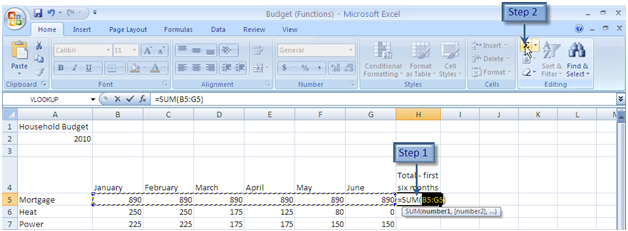 Step 2
Budget (Functions) - Microsoft Excel
Home Insert Page Layout Formulas Data Review View
Paste
Calibri 11
General
Conditional Formatting
Format as Table
Cell Styles
Insert
Delete
Format
Sort & Filter
Find & Select
Clipboard Font Alignment Number Styles Cells Editing
VLOOKUP =SUM(B5:G5)
A B C D E F G H I J K L
1 Household Budget
2 2010
3
Step 1
Total - first
six months
4 January February March April May June
5 Mortgage 890 890 890 890 890 890 =SUM(B5:G5
6 Heat 250 250 175 125 80 0
SUM(number1, [number2], ...)
7 Power 225 225 175 175 150 150